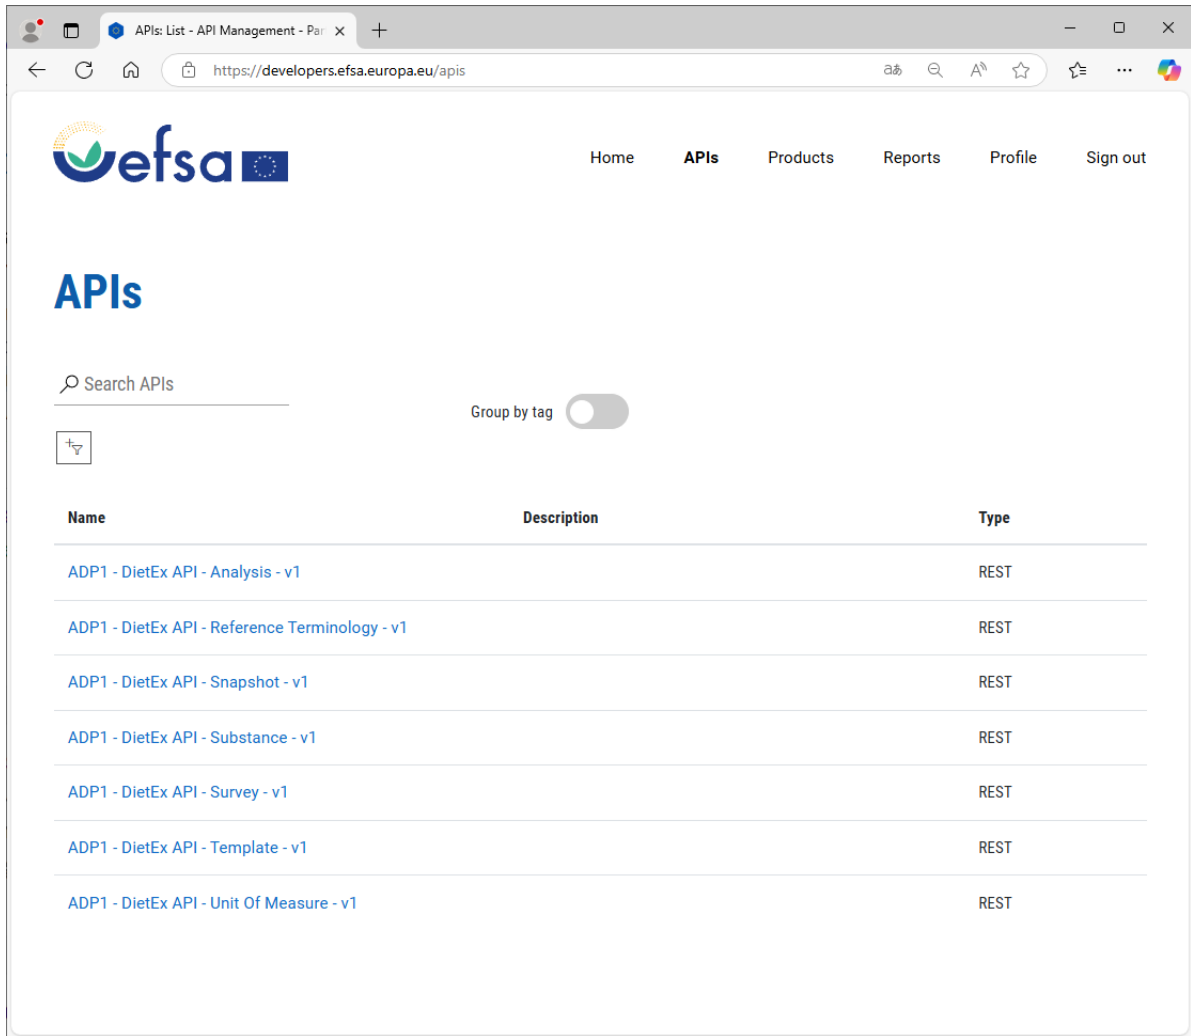 APIs: List - API Management - Par
https://developers.efsa.europa.eu/apis
efsa
Home APIs Products Reports Profile Sign out
APIs
Search APIs
Group by tag
Name Description Type
ADP1 - DietEx API - Analysis - v1 REST
ADP1 - DietEx API - Reference Terminology - v1 REST
ADP1 - DietEx API - Snapshot - v1 REST
ADP1 - DietEx API - Substance - v1 REST
ADP1 - DietEx API - Survey - v1 REST
ADP1 - DietEx API - Template - v1 REST
ADP1 - DietEx API - Unit Of Measure - v1 REST